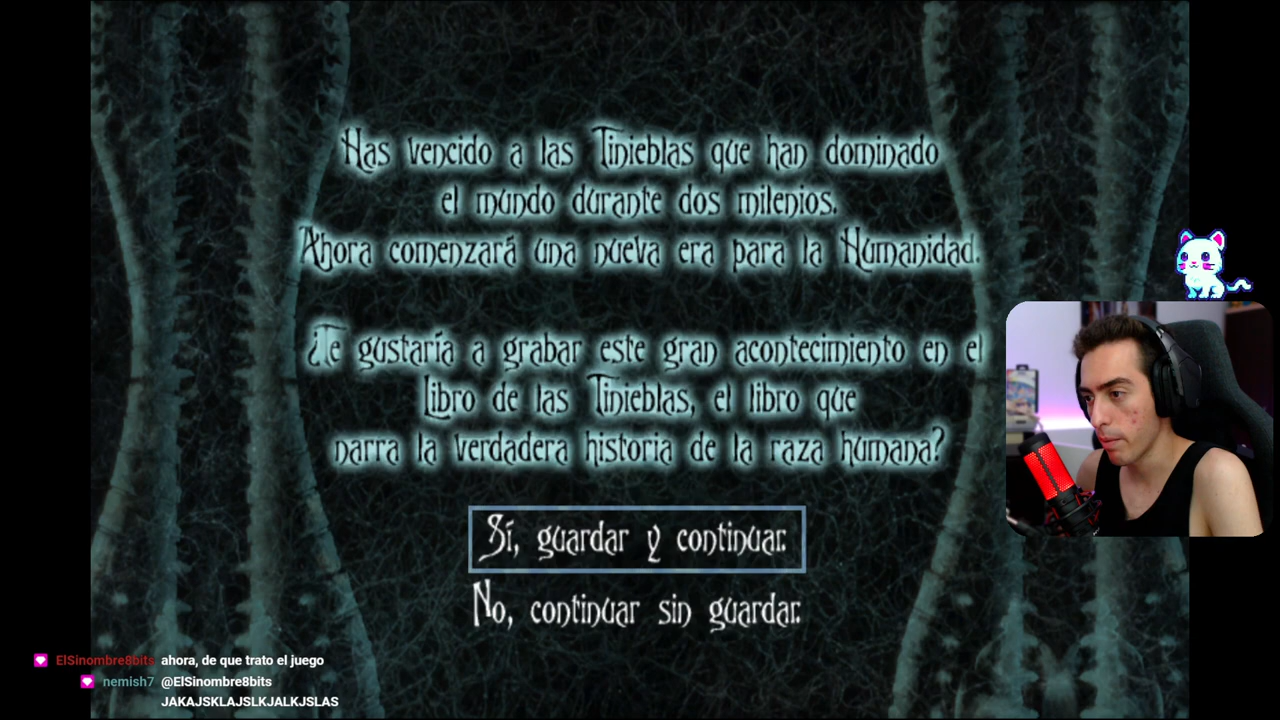 Has vencido a las Tinieblas que han dominado
el mundo durante dos milenios.
Ahora comenzará una nueva era para la Humanidad.
¿Te gustaría a grabar este gran acontecimiento en el
Libro de las Tinieblas, el libro que
narra la verdadera historia de la raza humana?
Sí, guardar y continuar.
No, continuar sin guardar.
ElSinombre8bits ahora, de que trato el juego
nemish7 @ElSinombre8bits
JAKAJSKLAJSLKJALKJSLAS